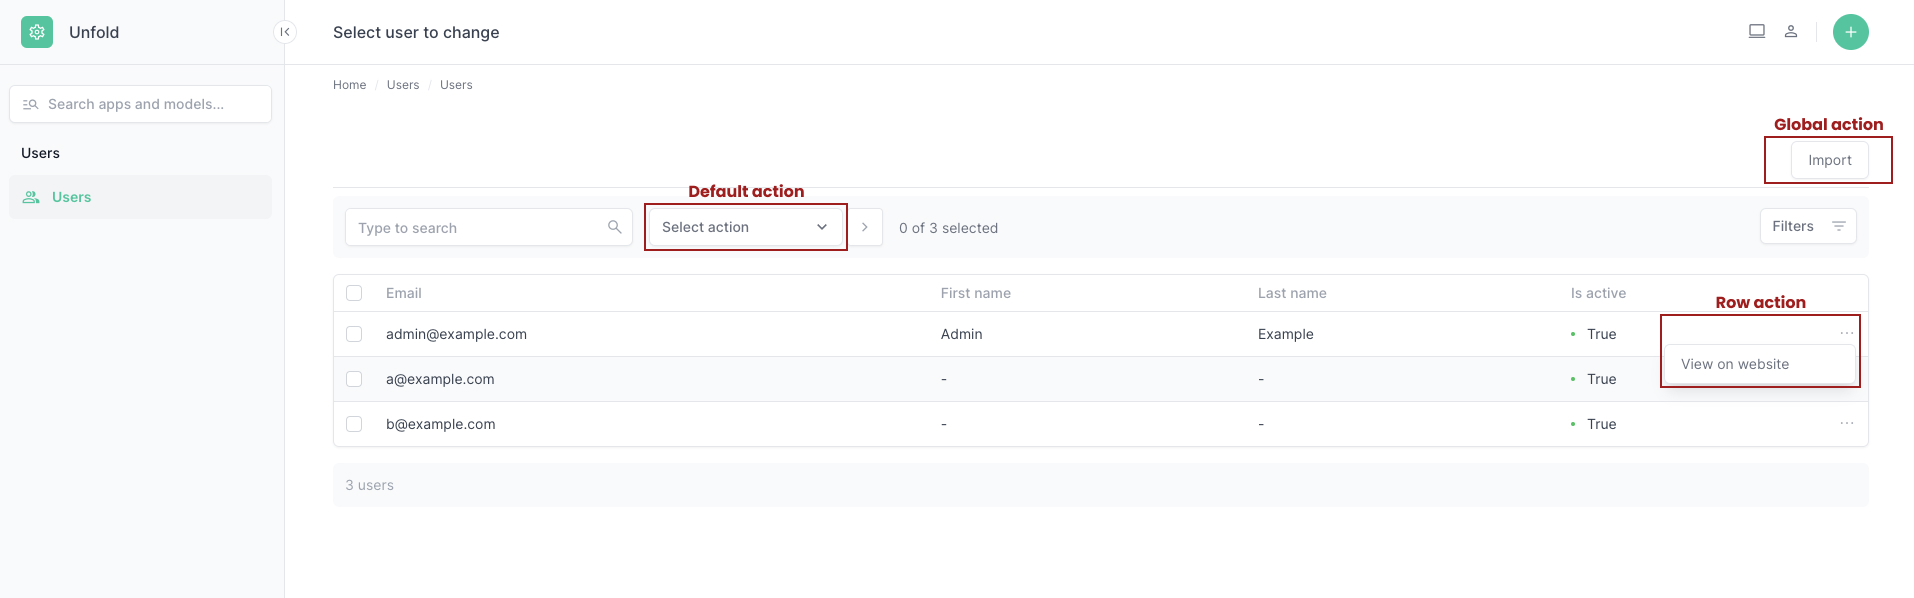 Unfold
Select user to change
Search apps and models...
Home / Users / Users
Users
Users
Global action
Import
Default action
Type to search
Select action
0 of 3 selected
Filters
Email First name Last name Is active
Row action
admin@example.com Admin Example True ...
View on website
a@example.com - - True
b@example.com - - True ...
3 users